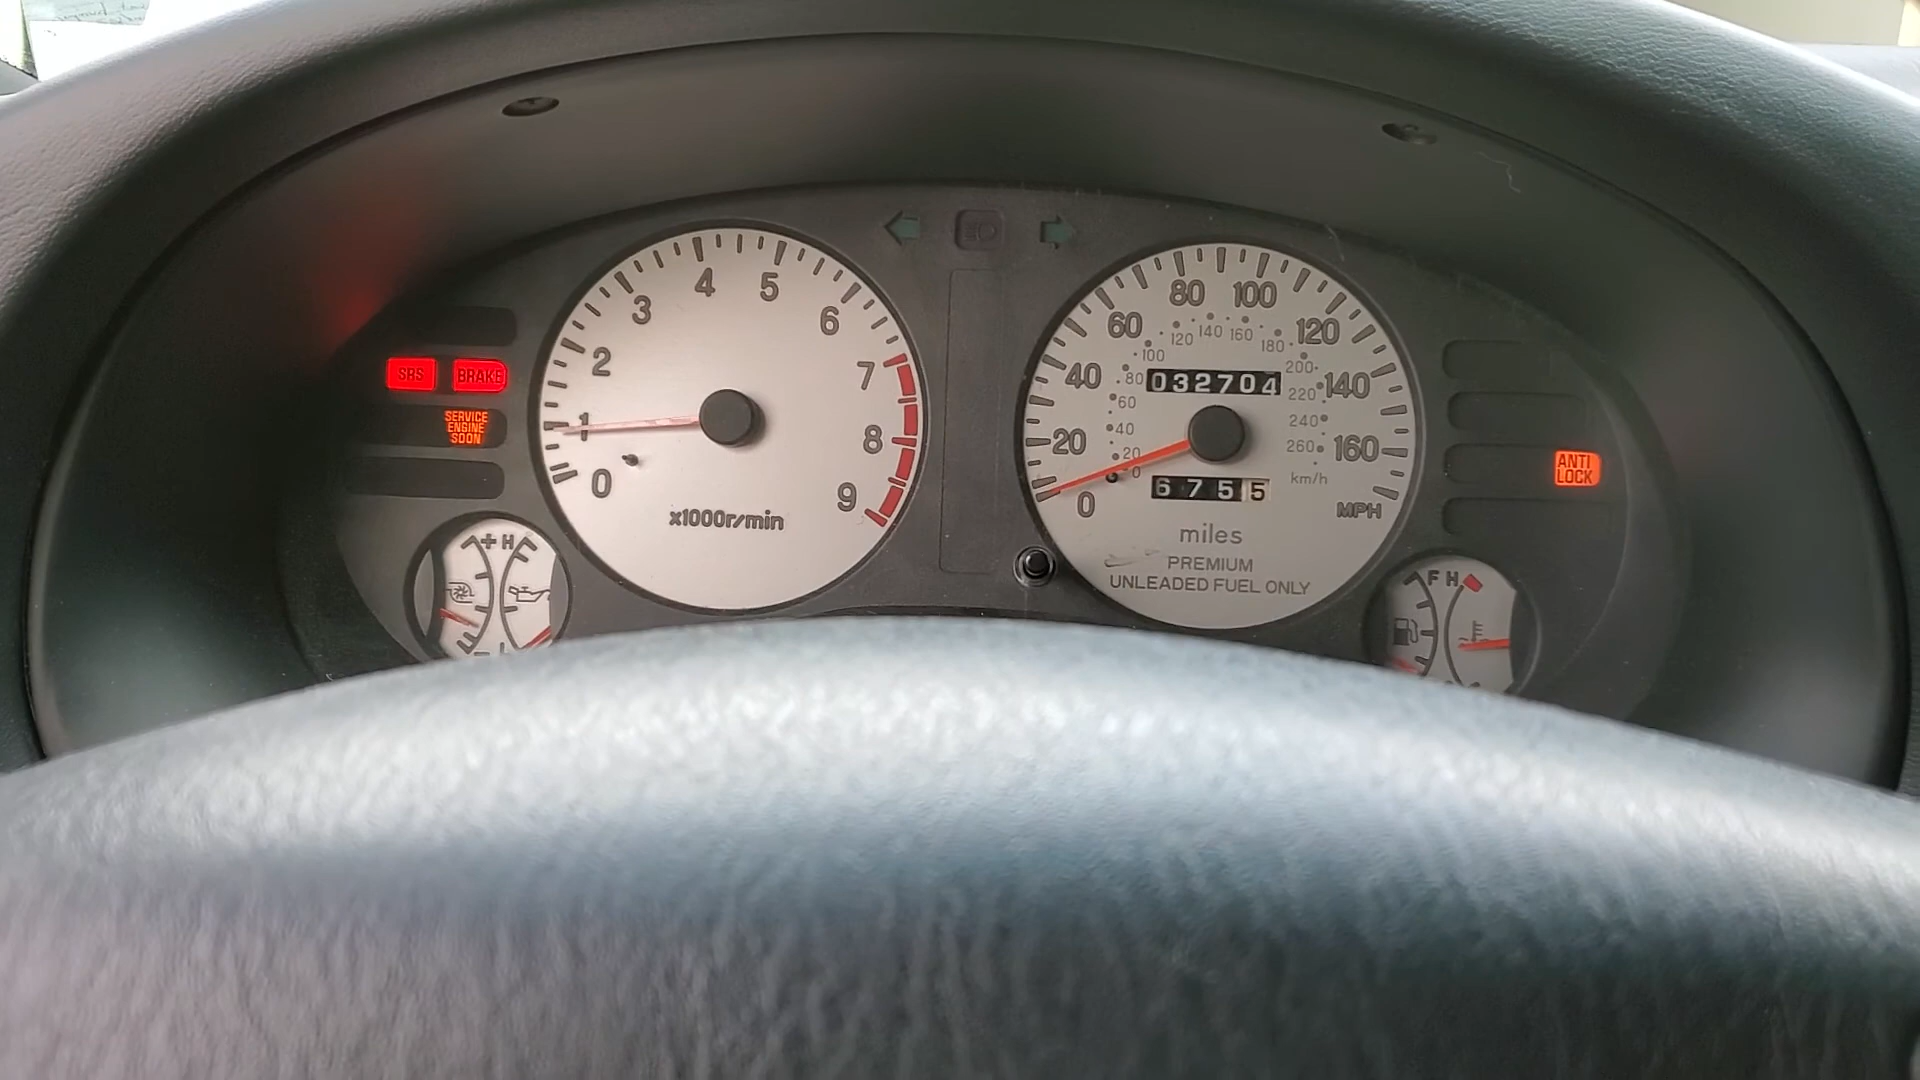 SRS BRAKE
SERVICE
ENGINE
SOON
+ H
0 1 2 3 4 5 6 7 8 9
x1000r/min
0 20 40 60 80 100 120 140 160
MPH
0 20 40 60 80 100 120 140 160 180 200 220 240 260
km/h
032704
6755
miles
PREMIUM
UNLEADED FUEL ONLY
ANTI
LOCK
F H